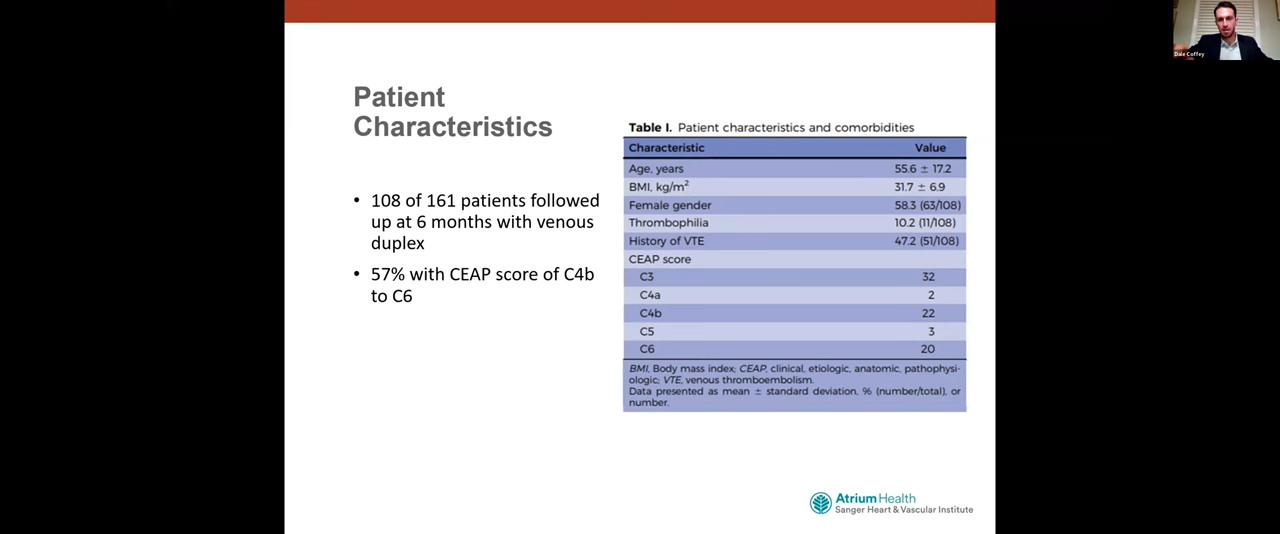 Dale Coffey
Patient
Characteristics
• 108 of 161 patients followed
up at 6 months with venous
duplex
• 57% with CEAP score of C4b
to C6
Table I. Patient characteristics and comorbidities
Characteristic Value
Age, years 55.6 ± 17.2
BMI, kg/m² 31.7 ± 6.9
Female gender 58.3 (63/108)
Thrombophilia 10.2 (11/108)
History of VTE 47.2 (51/108)
CEAP score
C3 32
C4a 2
C4b 22
C5 3
C6 20
BMI, Body mass index; CEAP, clinical, etiologic, anatomic, pathophysi-
ologic; VTE, venous thromboembolism.
Data presented as mean ± standard deviation, % (number/total), or
number.
Atrium Health
Sanger Heart & Vascular Institute